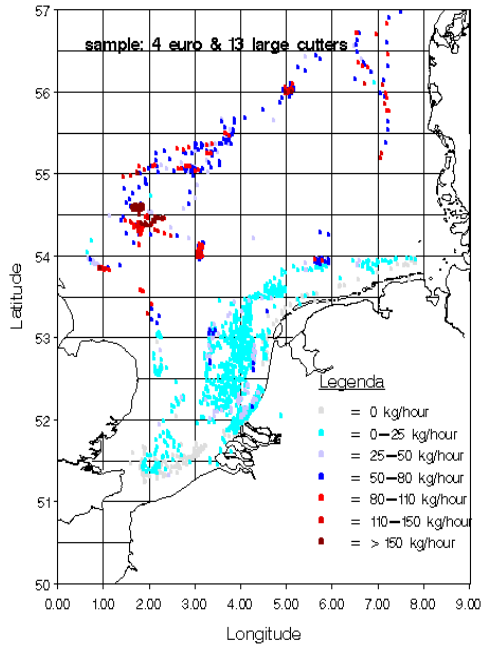 57
sample: 4 euro & 13 large cutters
56
55
54
53
52
51
50
Latitude
Legenda
= 0 kg/hour
= 0–25 kg/hour
= 25–50 kg/hour
= 50–80 kg/hour
= 80–110 kg/hour
= 110–150 kg/hour
= > 150 kg/hour
0.00 1.00 2.00 3.00 4.00 5.00 6.00 7.00 8.00 9.00
Longitude